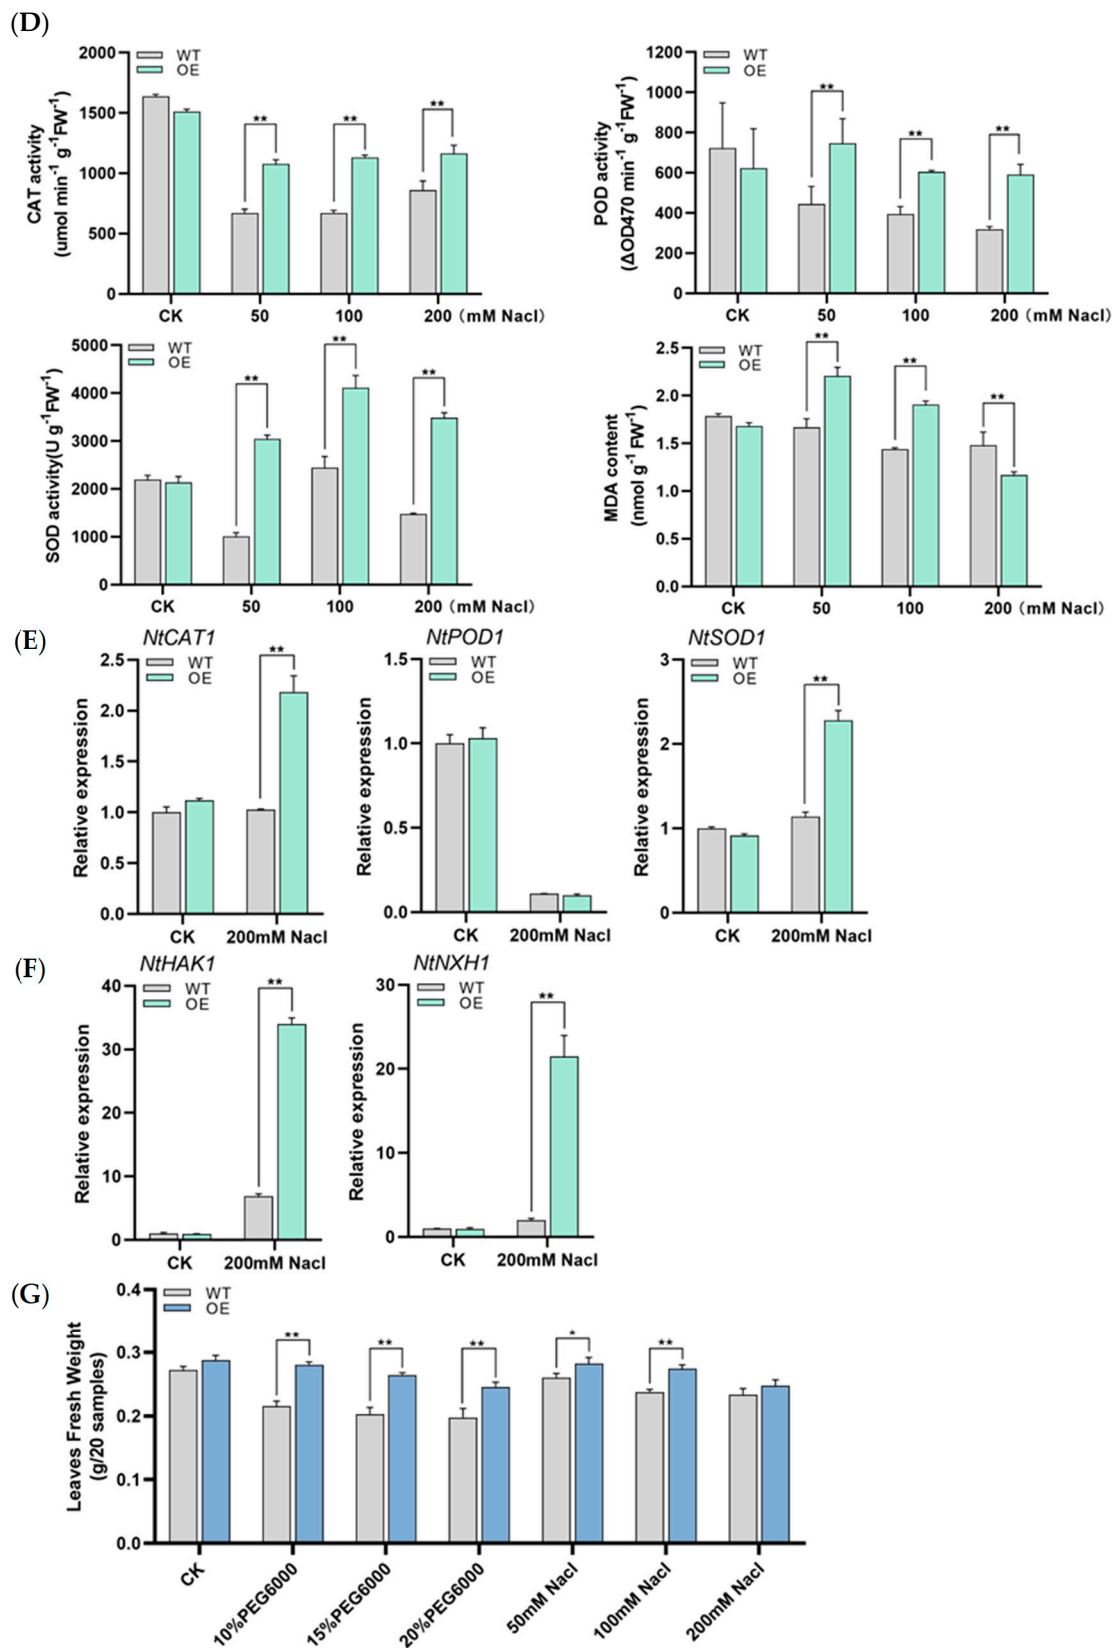 (D)
2000
1500
1000
500
0
CAT activity
(umol min-1 g-1FW-1)
WT
OE
**
**
**
CK
50
100
200（mM Nacl）
1200
1000
800
600
400
200
0
POD activity
(ΔOD470 min-1 g-1FW-1)
WT
OE
**
**
**
CK
50
100
200（mM Nacl）
5000
4000
3000
2000
1000
0
SOD activity(U g-1FW-1)
WT
OE
**
**
**
CK
50
100
200（mM Nacl）
2.5
2.0
1.5
1.0
0.5
0.0
MDA content
(nmol g-1 FW-1)
WT
OE
**
**
**
CK
50
100
200（mM Nacl）
(E)
NtCAT1
2.5
2.0
1.5
1.0
0.5
0.0
Relative expression
WT
OE
**
CK
200mM Nacl
NtPOD1
1.5
1.0
0.5
0.0
Relative expression
WT
OE
CK
200mM Nacl
NtSOD1
3
2
1
0
Relative expression
WT
OE
**
CK
200mM Nacl
(F)
NtHAK1
40
30
20
10
0
Relative expression
WT
OE
**
CK
200mM Nacl
NtNXH1
30
20
10
0
Relative expression
WT
OE
**
CK
200mM Nacl
(G)
0.4
0.3
0.2
0.1
0.0
Leaves Fresh Weight
(g/20 samples)
WT
OE
**
**
**
*
**
CK
10%PEG6000
15%PEG6000
20%PEG6000
50mM Nacl
100mM Nacl
200mM Nacl